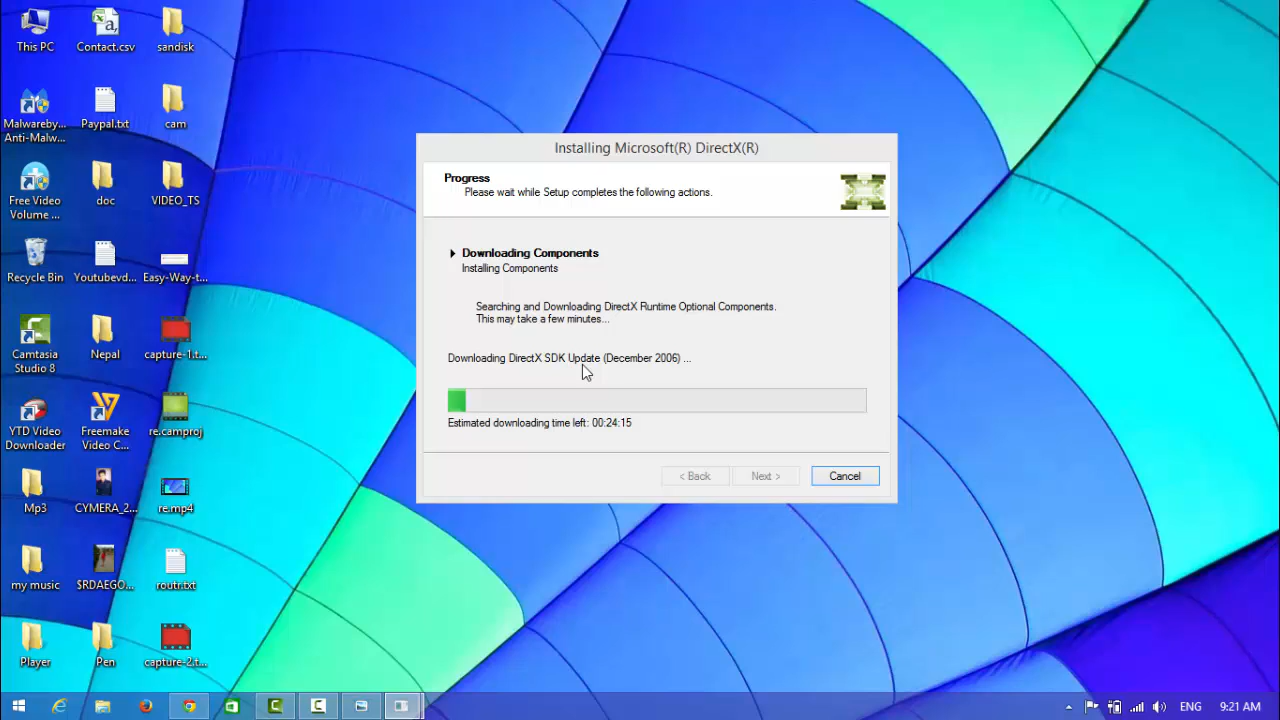 This PC
Contact.csv
sandisk
Malwareby...
Anti-Malw...
Paypal.txt
cam
Free Video
Volume ...
doc
VIDEO_TS
Recycle Bin
Youtubevd...
Easy-Way-t...
Camtasia
Studio 8
Nepal
capture-1.t...
YTD Video
Downloader
Freemake
Video C...
re.camproj
Mp3
CYMERA_2...
re.mp4
my music
$RDAEGO...
routr.txt
Player
Pen
capture-2.t...
Installing Microsoft(R) DirectX(R)
Progress
Please wait while Setup completes the following actions.
Downloading Components
Installing Components
Searching and Downloading DirectX Runtime Optional Components.
This may take a few minutes...
Downloading DirectX SDK Update (December 2006) ...
Estimated downloading time left: 00:24:15
< Back
Next >
Cancel
ENG
9:21 AM